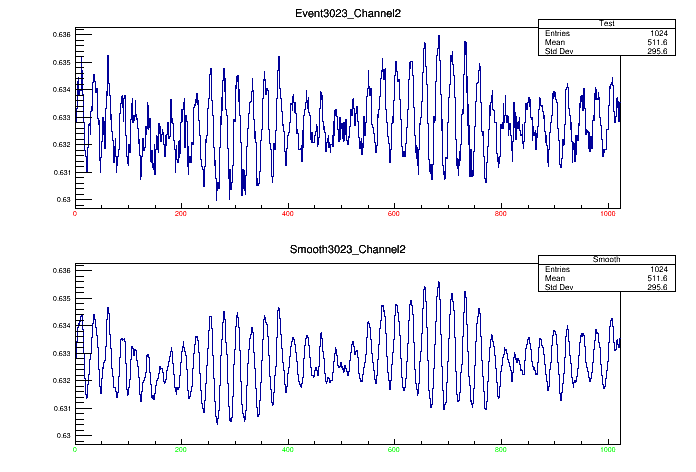 Event3023_Channel2
Test
Entries 1024
Mean 511.6
Std Dev 295.6
0.636
0.635
0.634
0.633
0.632
0.631
0.63
0 200 400 600 800 1000
Smooth3023_Channel2
Smooth
Entries 1024
Mean 511.6
Std Dev 295.6
0.636
0.635
0.634
0.633
0.632
0.631
0.63
0 200 400 600 800 1000